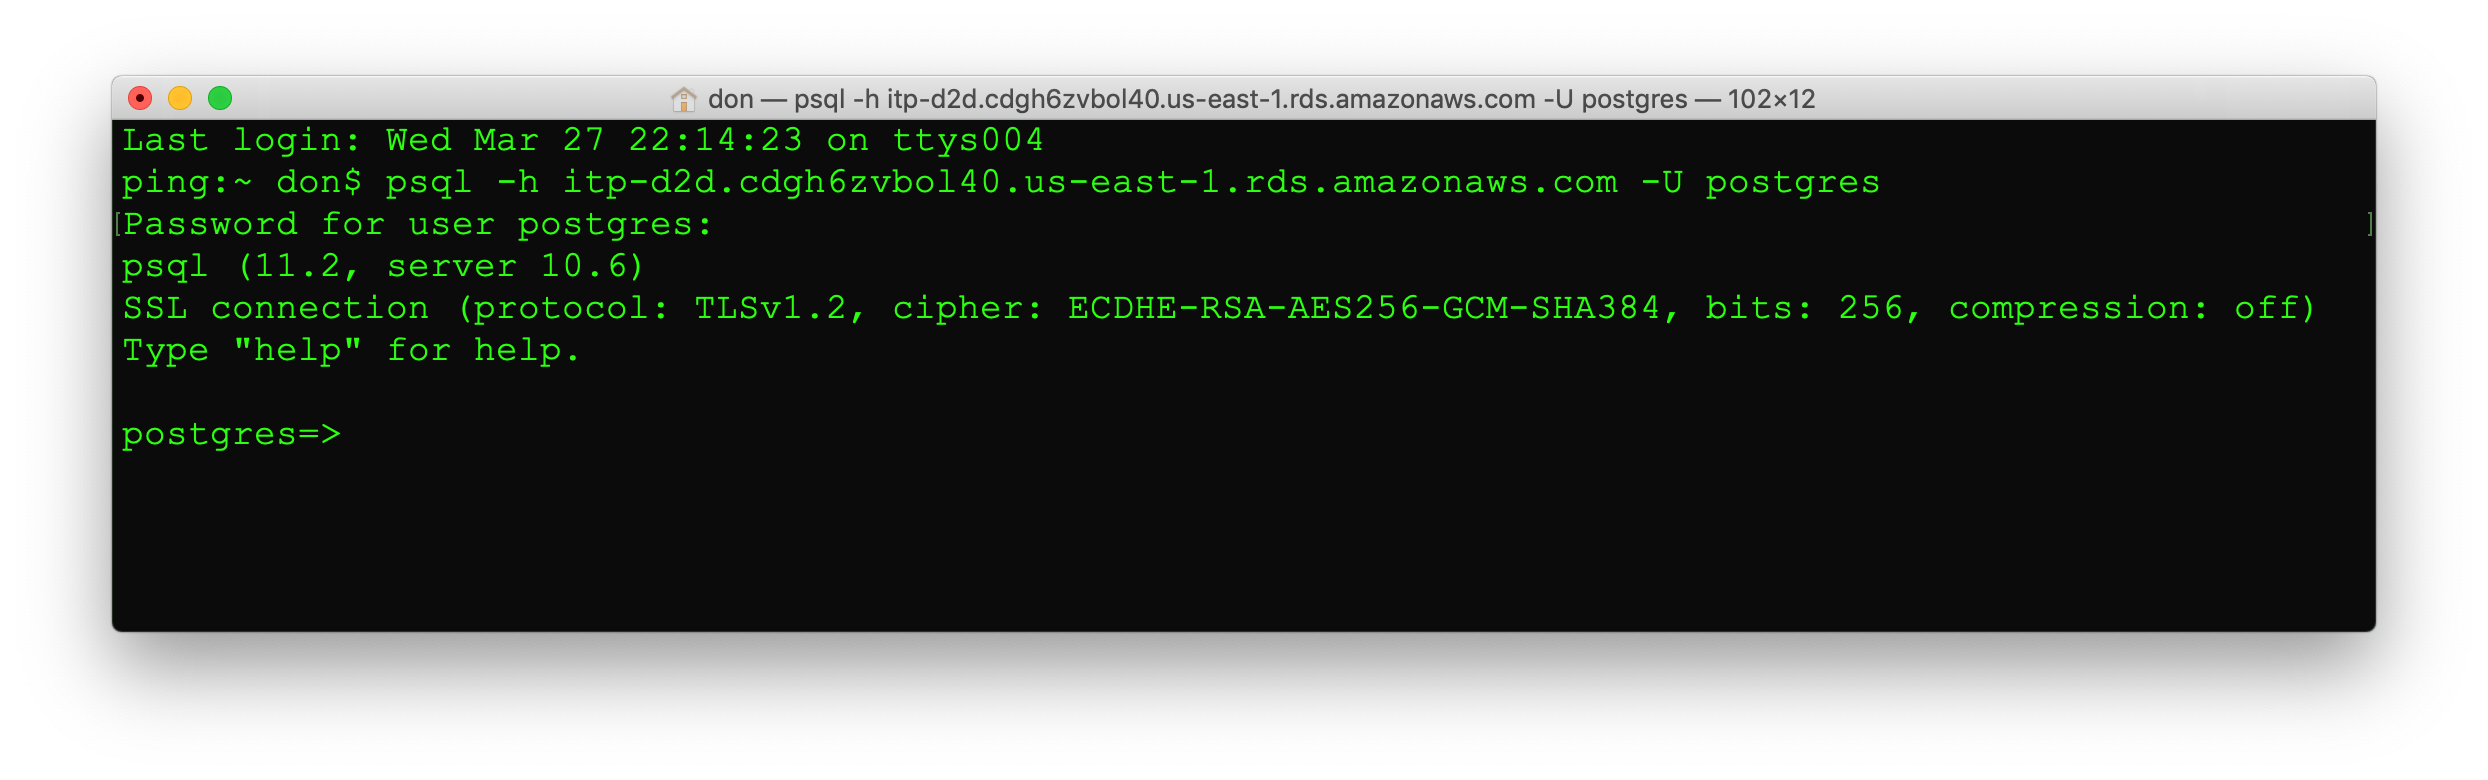 don — psql -h itp-d2d.cdgh6zvbol40.us-east-1.rds.amazonaws.com -U postgres — 102×12
Last login: Wed Mar 27 22:14:23 on ttys004
ping:~ don$ psql -h itp-d2d.cdgh6zvbol40.us-east-1.rds.amazonaws.com -U postgres
[Password for user postgres: ]
psql (11.2, server 10.6)
SSL connection (protocol: TLSv1.2, cipher: ECDHE-RSA-AES256-GCM-SHA384, bits: 256, compression: off)
Type "help" for help.
postgres=>